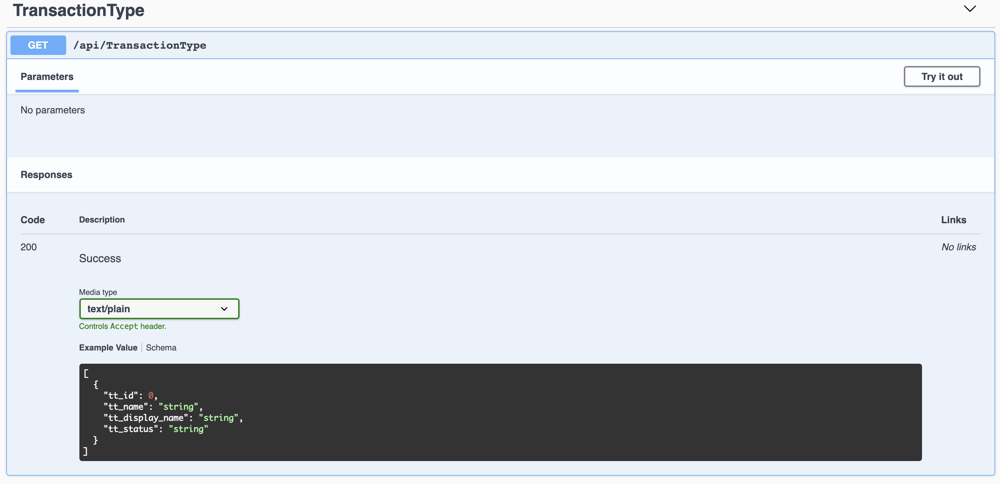 TransactionType
GET /api/TransactionType
Parameters
Try it out
No parameters
Responses
Code Description Links
200
Success
No links
Media type
text/plain
Controls Accept header.
Example Value | Schema
[
  {
    "tt_id": 0,
    "tt_name": "string",
    "tt_display_name": "string",
    "tt_status": "string"
  }
]